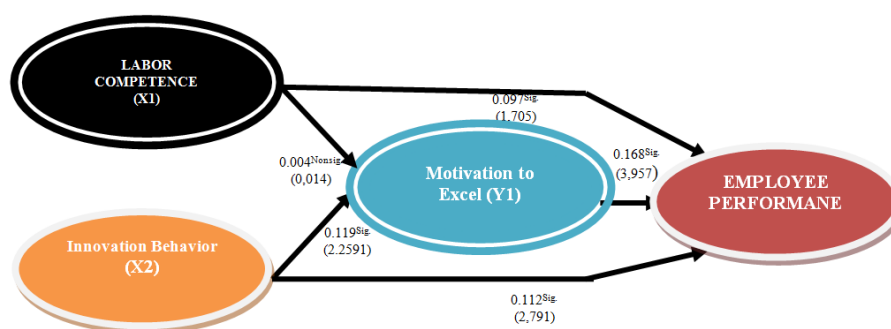 LABOR
COMPETENCE
(X1)
0.097Sig.
(1,705)
0.004Nonsig.
(0,014)
Motivation to
Excel (Y1)
0.168Sig.
(3,957)
EMPLOYEE
PERFORMANE
Innovation Behavior
(X2)
0.119Sig.
(2.2591)
0.112Sig.
(2,791)